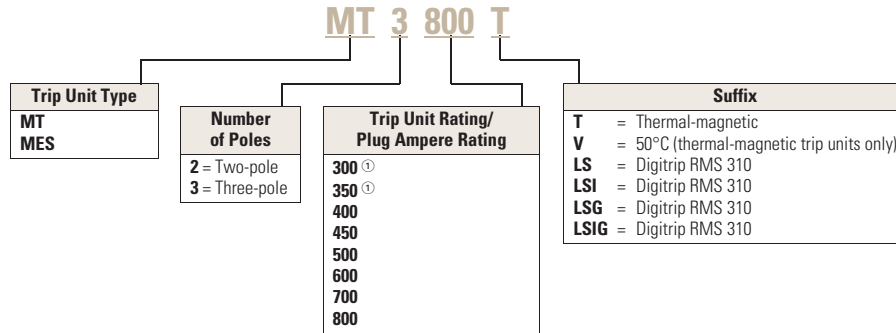 MT 3 800 T
Trip Unit Type
MT
MES
Number
of Poles
2 = Two-pole
3 = Three-pole
Trip Unit Rating/
Plug Ampere Rating
300 ①
350 ①
400
450
500
600
700
800
Suffix
T = Thermal-magnetic
V = 50°C (thermal-magnetic trip units only)
LS = Digitrip RMS 310
LSI = Digitrip RMS 310
LSG = Digitrip RMS 310
LSIG = Digitrip RMS 310